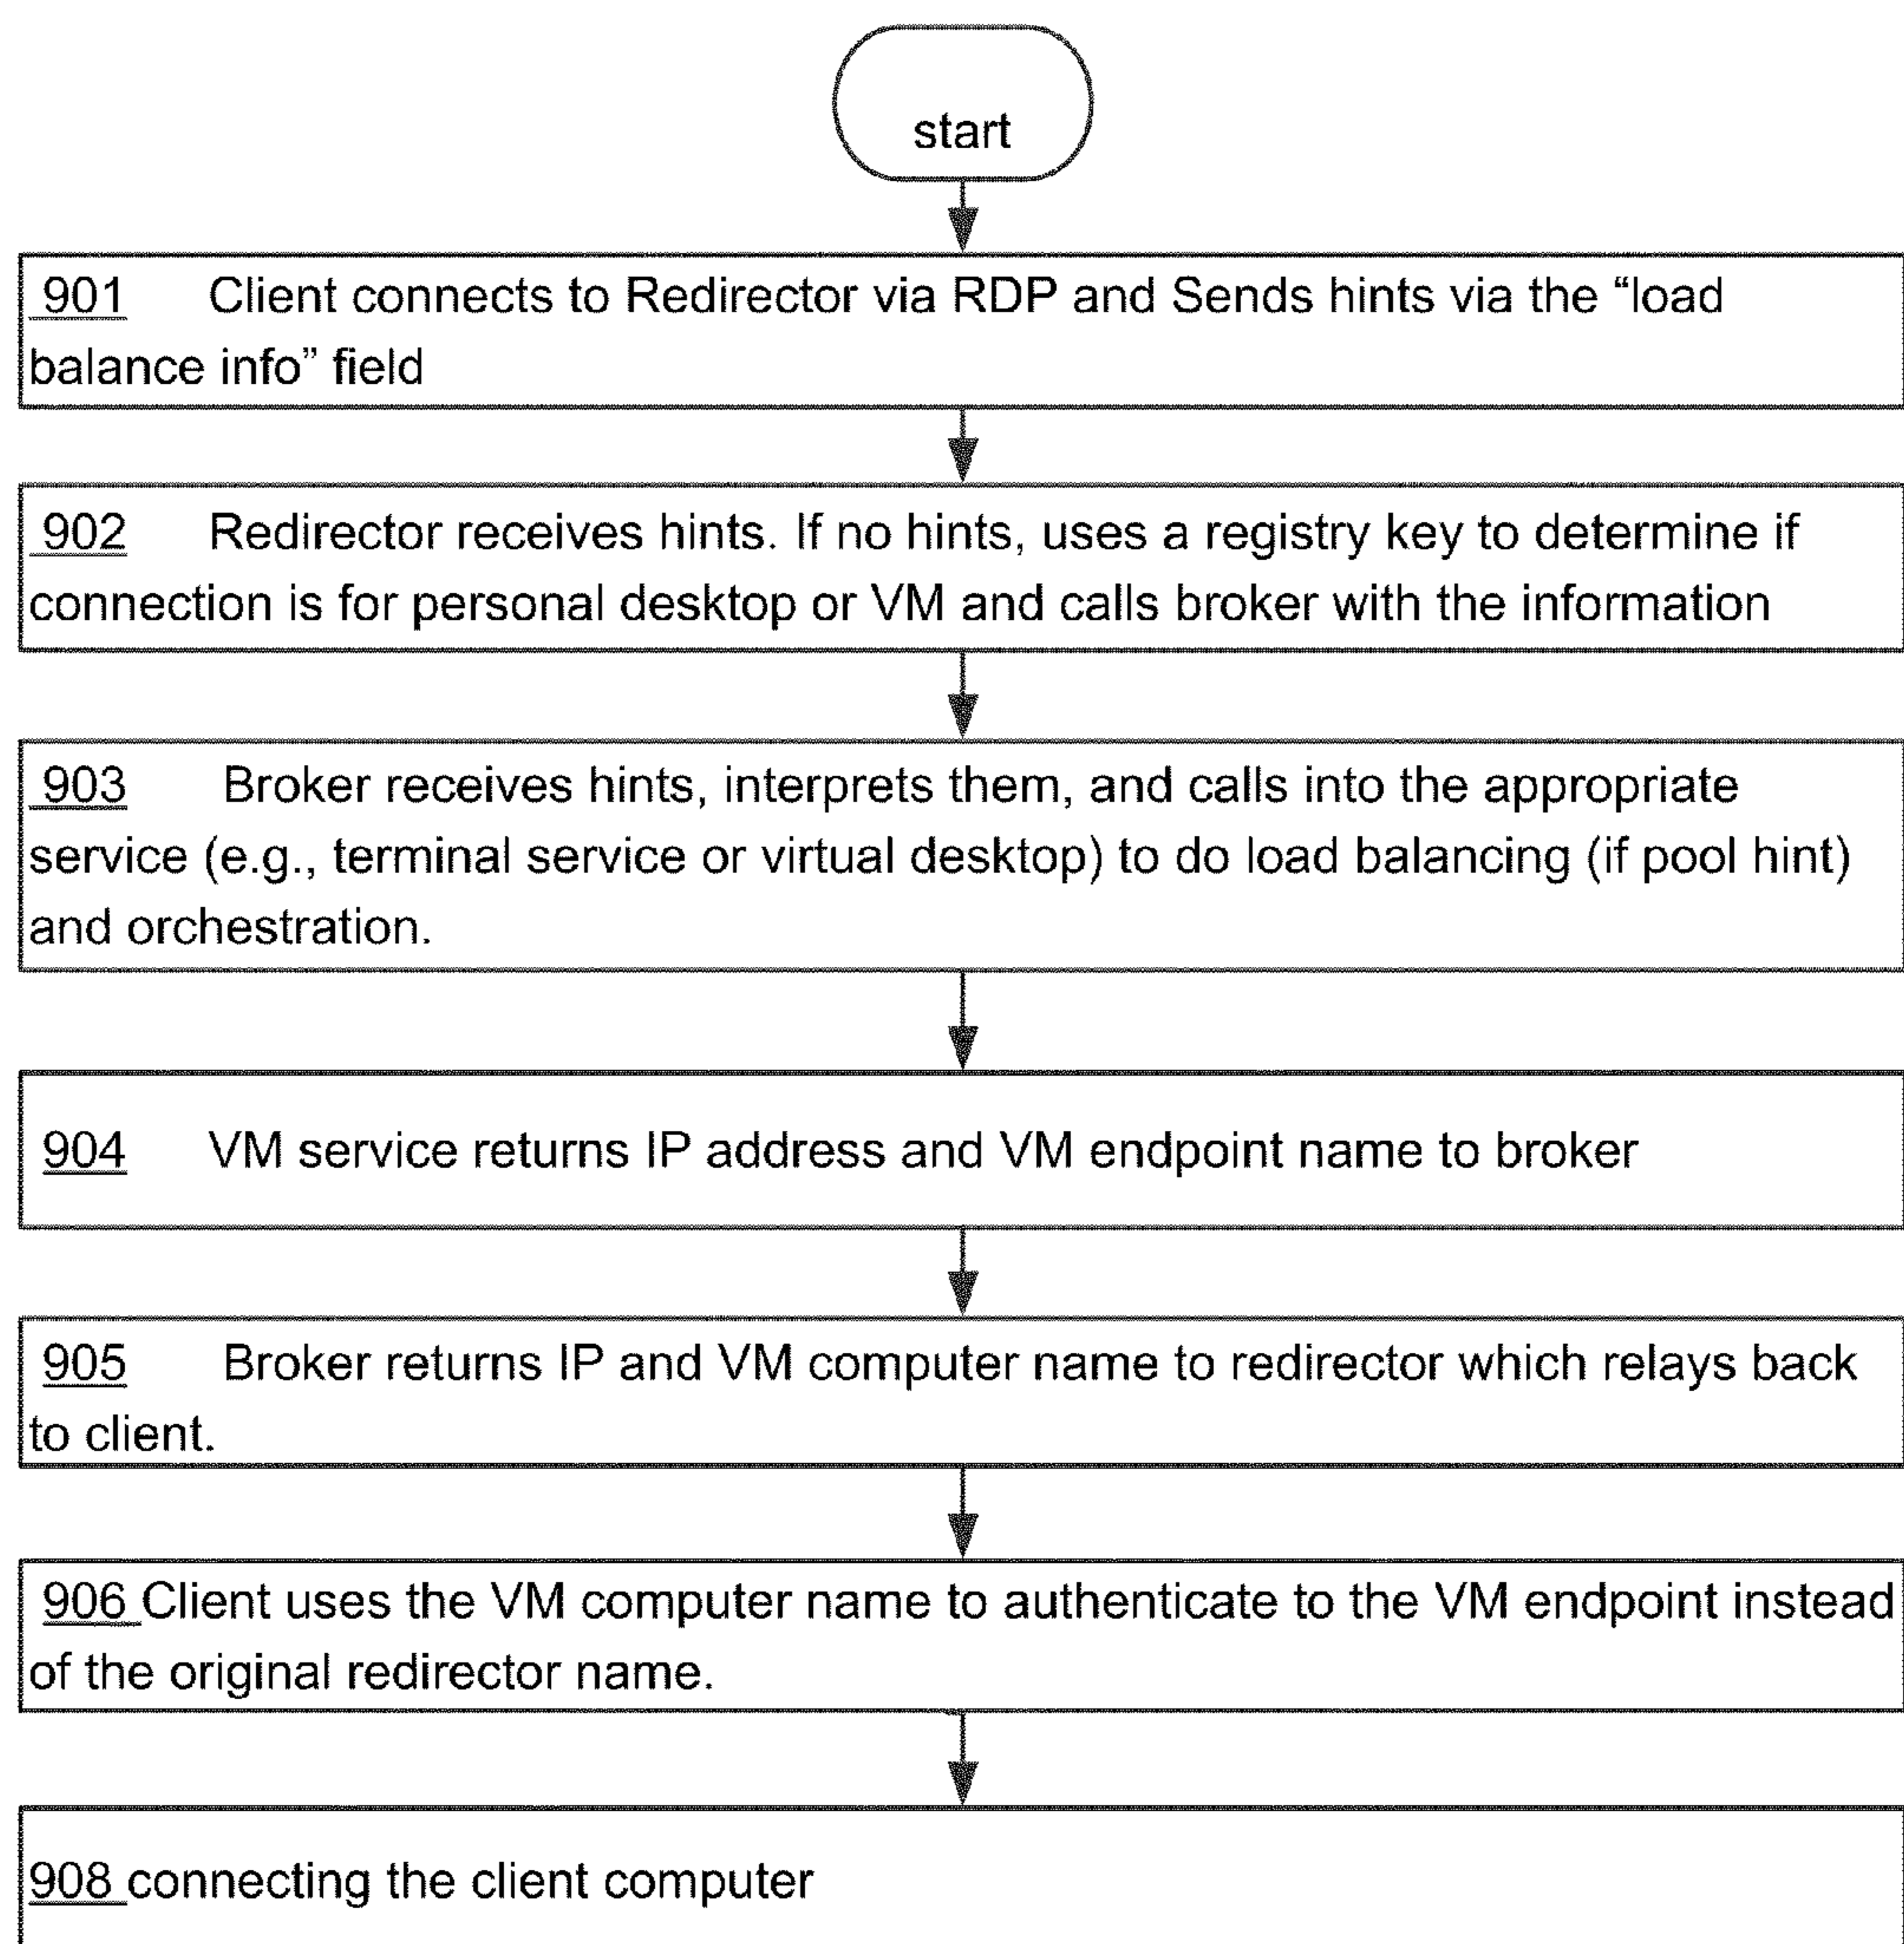 start
901 Client connects to Redirector via RDP and Sends hints via the “load
balance info” field
902 Redirector receives hints. If no hints, uses a registry key to determine if
connection is for personal desktop or VM and calls broker with the information
903 Broker receives hints, interprets them, and calls into the appropriate
service (e.g., terminal service or virtual desktop) to do load balancing (if pool hint)
and orchestration.
904 VM service returns IP address and VM endpoint name to broker
905 Broker returns IP and VM computer name to redirector which relays back
to client.
906 Client uses the VM computer name to authenticate to the VM endpoint instead
of the original redirector name.
908 connecting the client computer